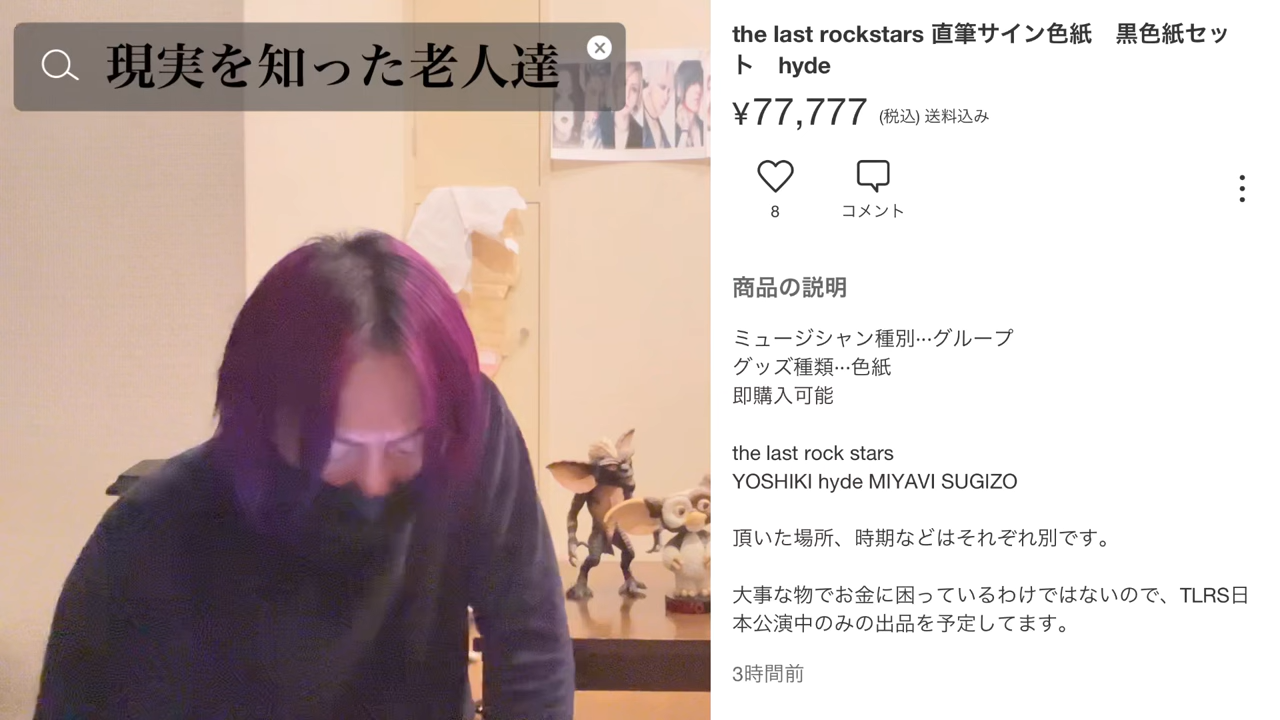 現実を知った老人達
the last rockstars 直筆サイン色紙　黒色紙セッ
ト　hyde
¥77,777 (税込) 送料込み
8
コメント
商品の説明
ミュージシャン種別…グループ
グッズ種類…色紙
即購入可能
the last rock stars
YOSHIKI hyde MIYAVI SUGIZO
頂いた場所、時期などはそれぞれ別です。
大事な物でお金に困っているわけではないので、TLRS日
本公演中のみの出品を予定してます。
3時間前